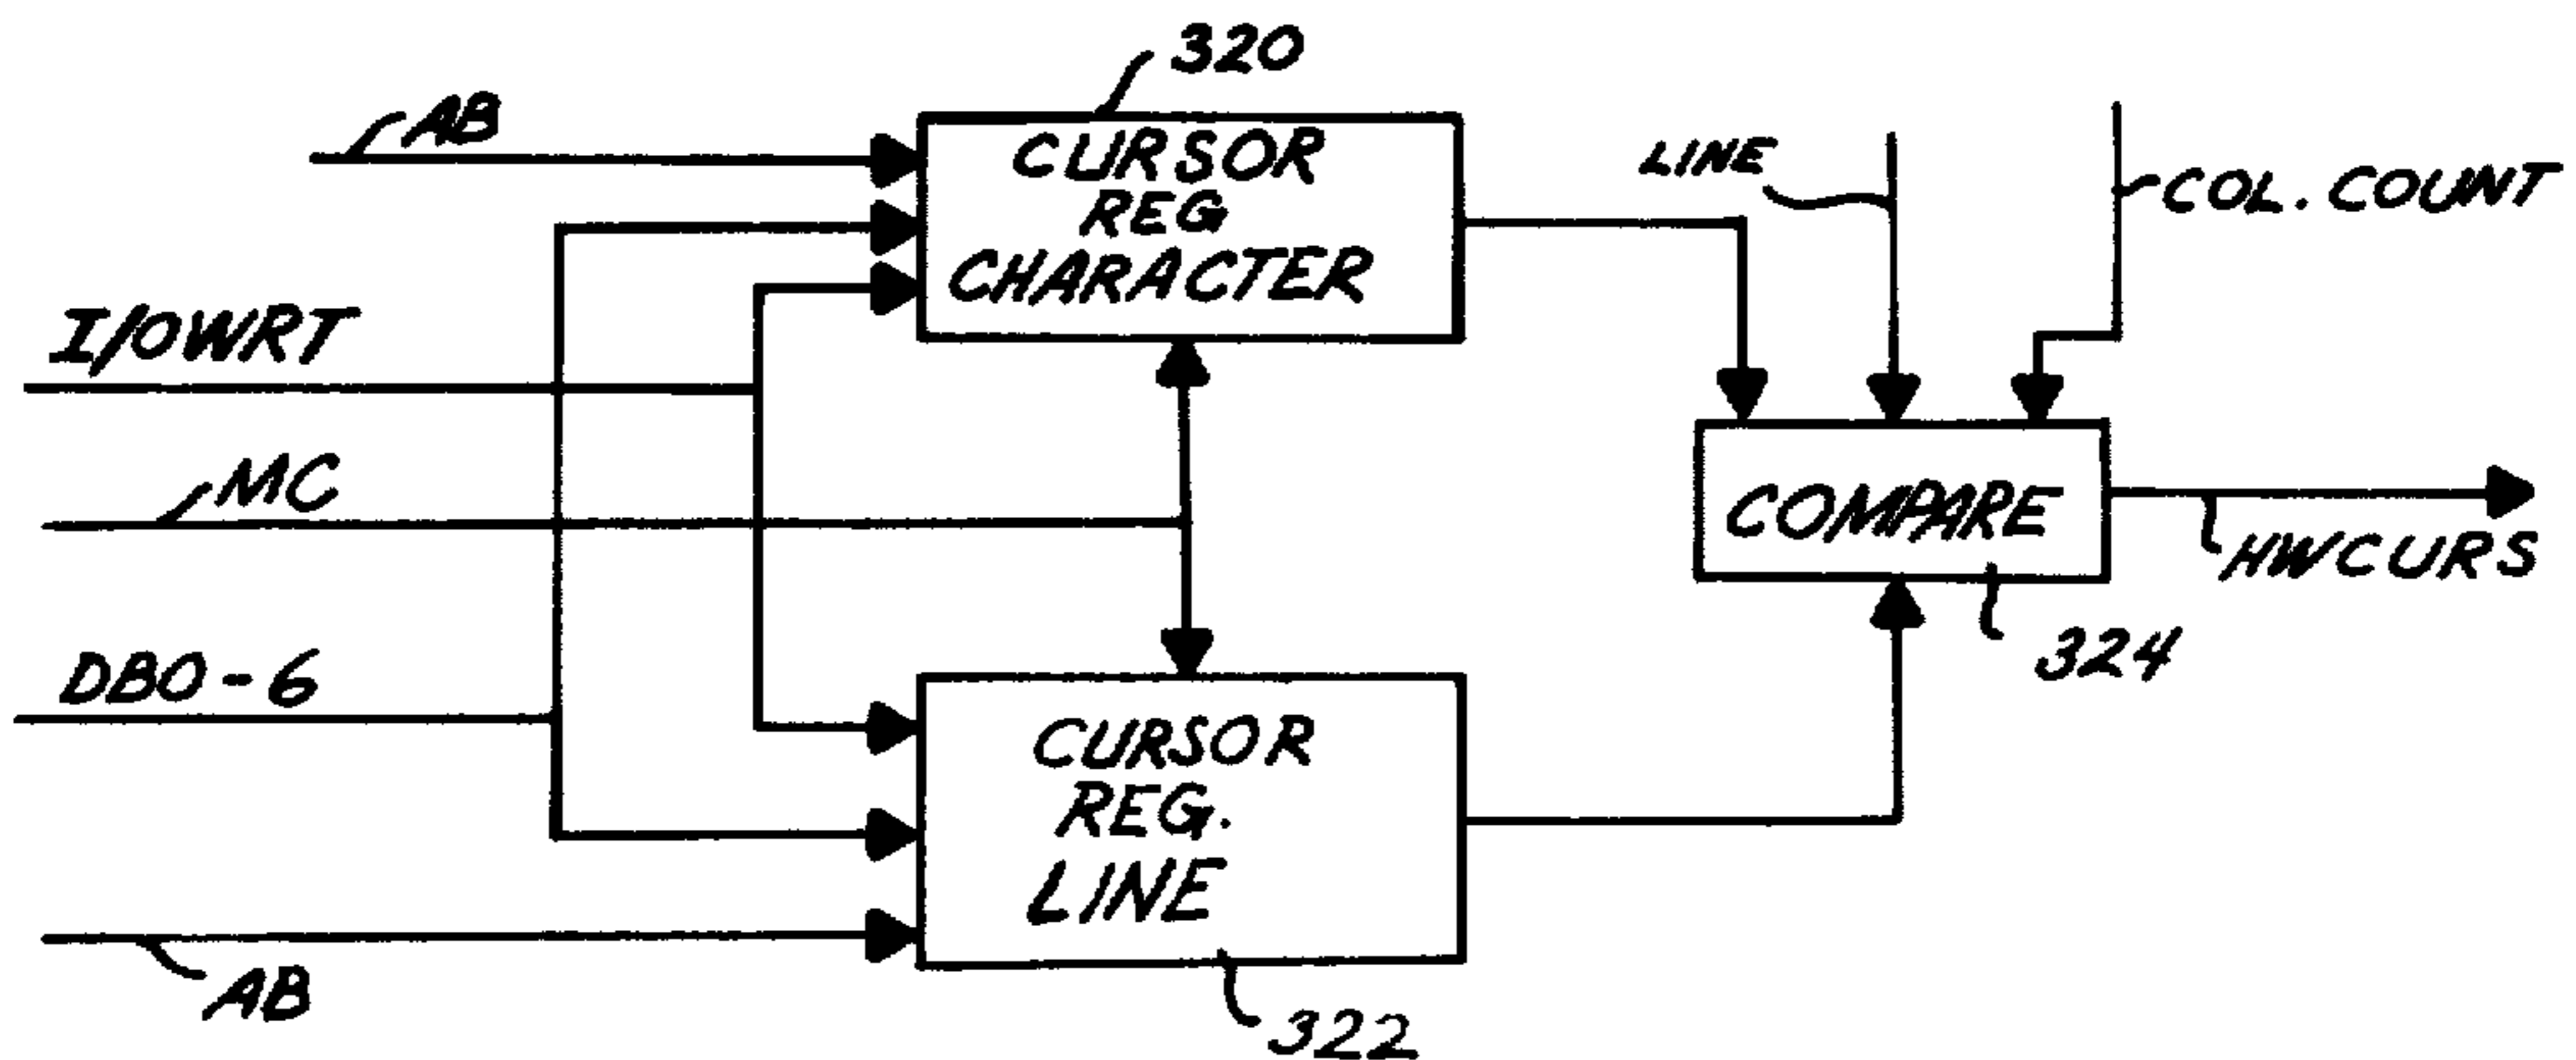 320
AB
CURSOR
REG
CHARACTER
LINE
COL. COUNT
I/OWRT
MC
COMPARE
HWCURS
324
DB0-6
CURSOR
REG.
LINE
AB
322